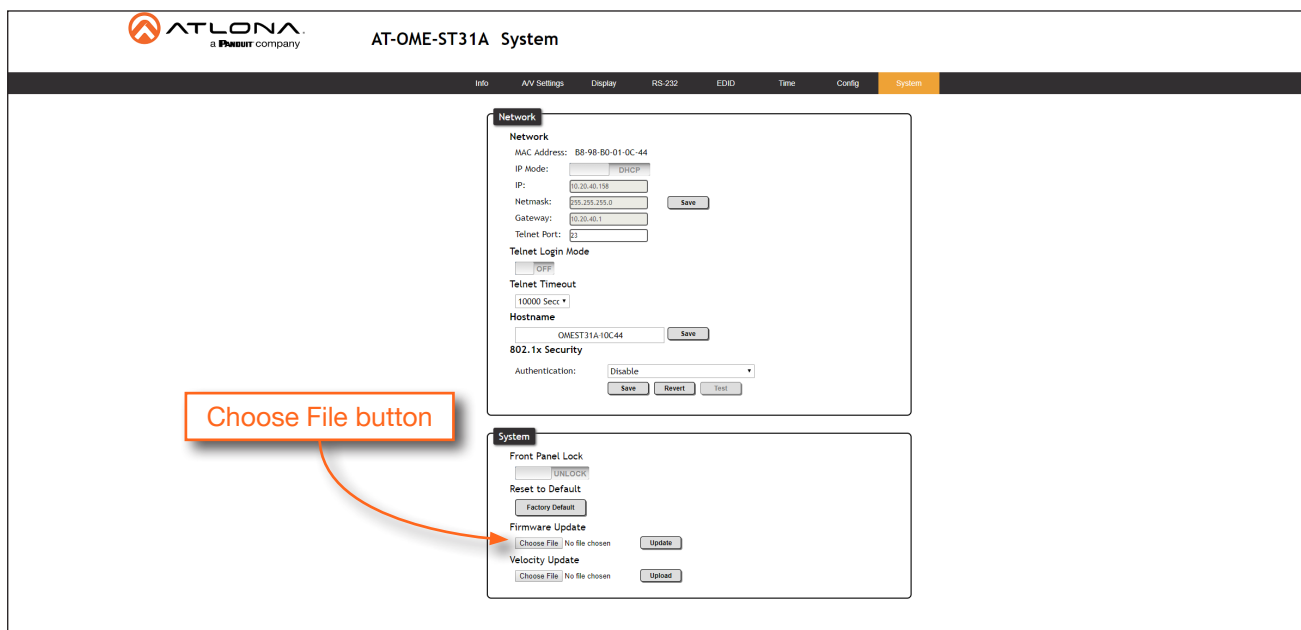 ATLONA.
a PANDUIT company
AT-OME-ST31A System
Info A/V Settings Display RS-232 EDID Time Config System
Network
Network
MAC Address: B8-98-B0-01-0C-44
IP Mode: DHCP
IP: 10.20.40.158
Netmask: 255.255.255.0 Save
Gateway: 10.20.40.1
Telnet Port: 23
Telnet Login Mode
OFF
Telnet Timeout
10000 Secc
Hostname
OMEST31A-10C44 Save
802.1x Security
Authentication: Disable
Save Revert Test
Choose File button
System
Front Panel Lock
UNLOCK
Reset to Default
Factory Default
Firmware Update
Choose File No file chosen Update
Velocity Update
Choose File No file chosen Upload